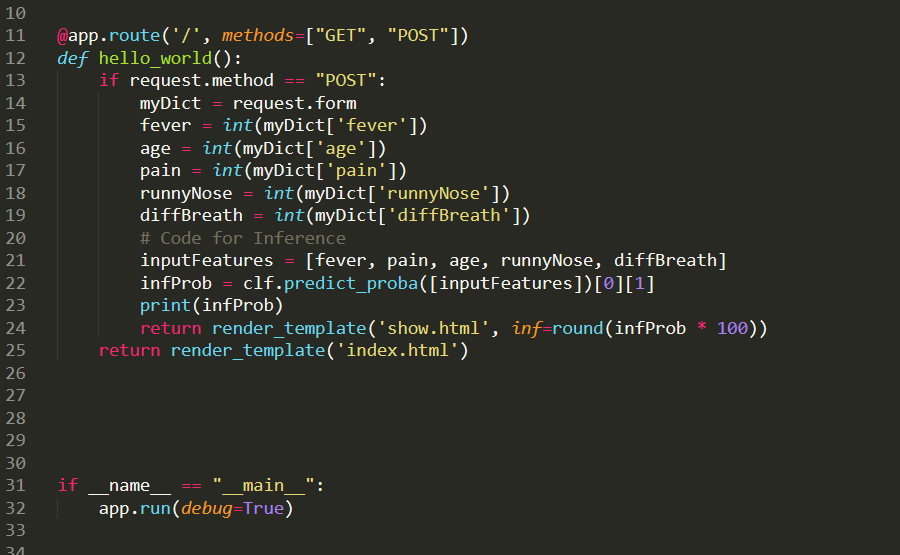 10
11 @app.route('/', methods=["GET", "POST"])
12 def hello_world():
13     if request.method == "POST":
14         myDict = request.form
15         fever = int(myDict['fever'])
16         age = int(myDict['age'])
17         pain = int(myDict['pain'])
18         runnyNose = int(myDict['runnyNose'])
19         diffBreath = int(myDict['diffBreath'])
20         # Code for Inference
21         inputFeatures = [fever, pain, age, runnyNose, diffBreath]
22         infProb = clf.predict_proba([inputFeatures])[0][1]
23         print(infProb)
24         return render_template('show.html', inf=round(infProb * 100))
25     return render_template('index.html')
26
27
28
29
30
31 if __name__ == "__main__":
32     app.run(debug=True)
33
34